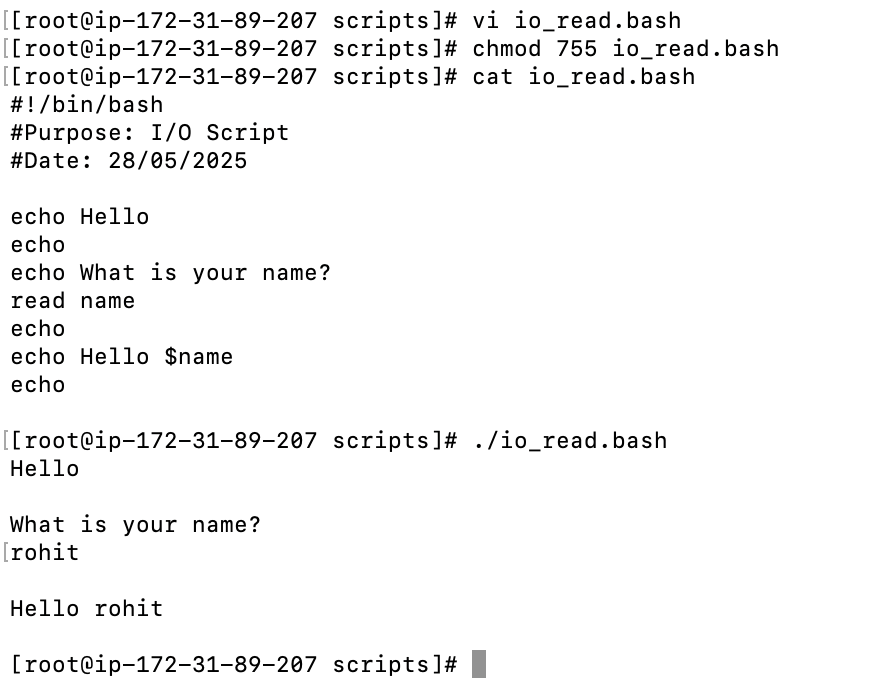 [[root@ip-172-31-89-207 scripts]# vi io_read.bash
[[root@ip-172-31-89-207 scripts]# chmod 755 io_read.bash
[[root@ip-172-31-89-207 scripts]# cat io_read.bash
#!/bin/bash
#Purpose: I/O Script
#Date: 28/05/2025
echo Hello
echo
echo What is your name?
read name
echo
echo Hello $name
echo
[[root@ip-172-31-89-207 scripts]# ./io_read.bash
Hello
What is your name?
[rohit
Hello rohit
[root@ip-172-31-89-207 scripts]#